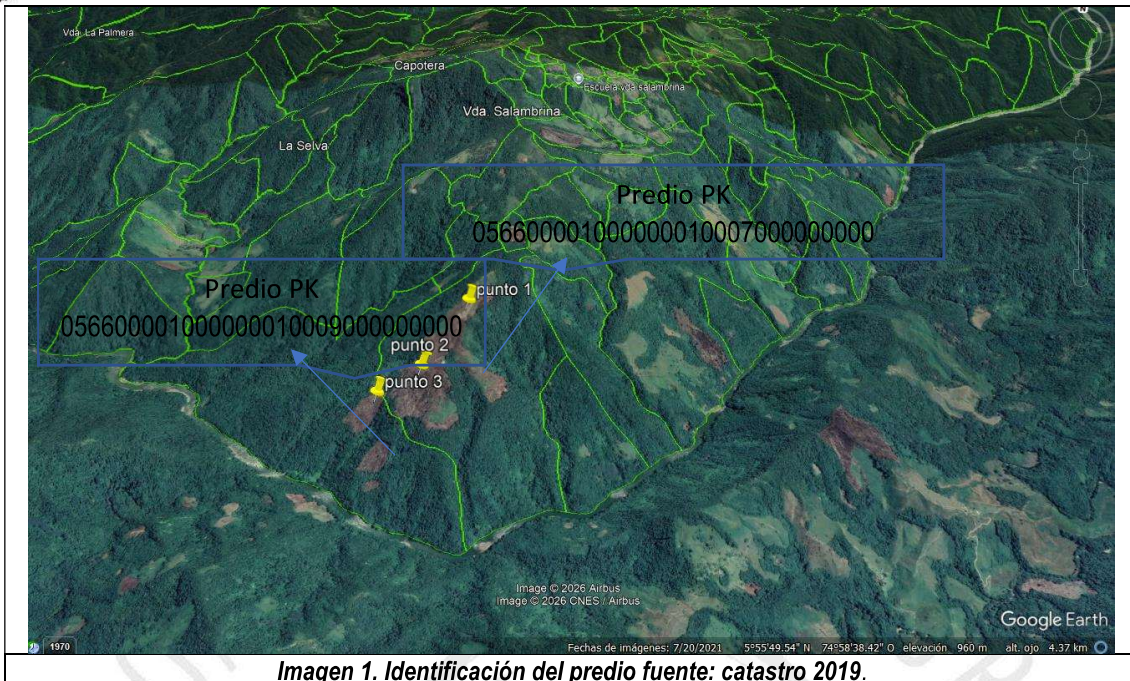 N
Vda. La Palmera
Capotera
Escuela vda salambrina
Vda. Salambrina
La Selva
Predio PK
056600001000000010007000000000
Predio PK
056600001000000010009000000000
punto 1
punto 2
punto 3
Image © 2026 Airbus
Image © 2026 CNES / Airbus
Google Earth
1970
Fechas de imágenes: 7/20/2021 5°55'49.54" N 74°58'38.42" O elevación 960 m alt. ojo 4.37 km
Imagen 1. Identificación del predio fuente: catastro 2019.